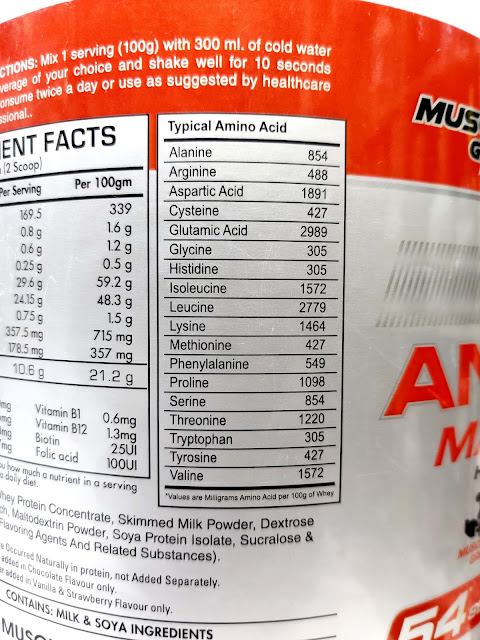 CTIONS: Mix 1 serving (100g) with 300 ml. of cold water
verage of your choice and shake well for 10 seconds
onsume twice a day or use as suggested by healthcare
ssional..
ENT FACTS
(2 Scoop)
Per Serving Per 100gm
169.5 339
0.8 g 1.6 g
0.6 g 1.2 g
0.25 g 0.5 g
29.6 g 59.2 g
24.15 g 48.3 g
0.75 g 1.5 g
357.5 mg 715 mg
178.5 mg 357 mg
10.6 g 21.2 g
Vitamin B1 0.6mg
Vitamin B12 1.3mg
Biotin 25UI
Folic acid 100UI
ou how much a nutrient in a serving
a daily diet.
Typical Amino Acid
Alanine 854
Arginine 488
Aspartic Acid 1891
Cysteine 427
Glutamic Acid 2989
Glycine 305
Histidine 305
Isoleucine 1572
Leucine 2779
Lysine 1464
Methionine 427
Phenylalanine 549
Proline 1098
Serine 854
Threonine 1220
Tryptophan 305
Tyrosine 427
Valine 1572
*Values are Milligrams Amino Acid per 100g of Whey
hey Protein Concentrate, Skimmed Milk Powder, Dextrose
ch, Maltodextrin Powder, Soya Protein Isolate, Sucralose &
Flavoring Agents And Related Substances).
e Occurred Naturally in protein, not Added Separately.
added in Chocolate Flavour only.
er added in Vanilla & Strawberry Flavour only.
CONTAINS: MILK & SOYA INGREDIENTS
MUS
G
AN
MA
H
64